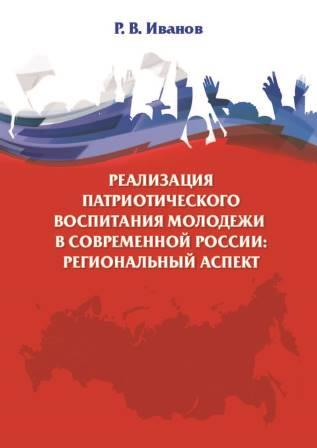 Р. В. Иванов
РЕАЛИЗАЦИЯ
ПАТРИОТИЧЕСКОГО
ВОСПИТАНИЯ МОЛОДЕЖИ
В СОВРЕМЕННОЙ РОССИИ:
РЕГИОНАЛЬНЫЙ АСПЕКТ